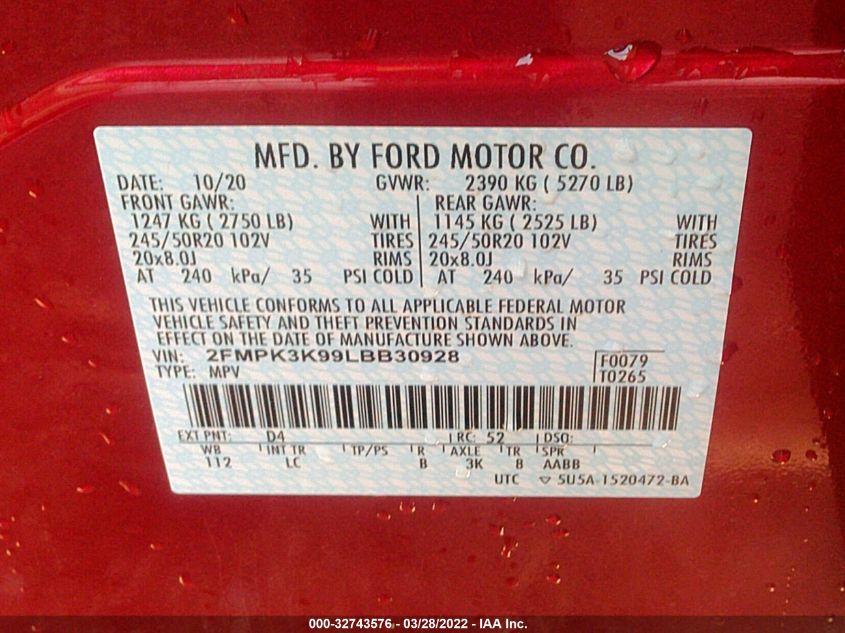 MFD. BY FORD MOTOR CO.
DATE: 10/20 GVWR: 2390 KG ( 5270 LB)
FRONT GAWR: REAR GAWR:
1247 KG ( 2750 LB) WITH 1145 KG ( 2525 LB) WITH
245/50R20 102V TIRES 245/50R20 102V TIRES
20x8.0J RIMS 20x8.0J RIMS
AT 240 kPa/ 35 PSI COLD AT 240 kPa/ 35 PSI COLD
THIS VEHICLE CONFORMS TO ALL APPLICABLE FEDERAL MOTOR
VEHICLE SAFETY AND THEFT PREVENTION STANDARDS IN
EFFECT ON THE DATE OF MANUFACTURE SHOWN ABOVE.
VIN: 2FMPK3K99LBB30928 F0079
TYPE: MPV T0265
EXT PNT: D4 RC: 52 DSO:
WB INT TR TP/PS R AXLE TR SPR
112 LC B 3K 8 AABB
UTC ▽ 5U5A-1520472-BA
000-32743576 - 03/28/2022 - IAA Inc.